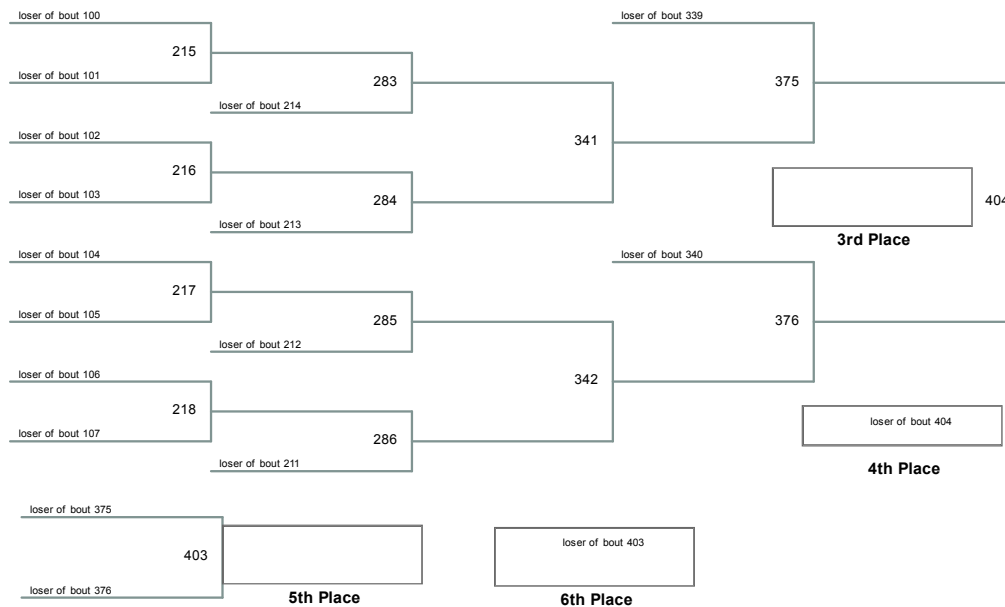 loser of bout 100
loser of bout 339
215
loser of bout 101
283
375
loser of bout 214
loser of bout 102
341
216
loser of bout 103
284
404
loser of bout 213
3rd Place
loser of bout 104
loser of bout 340
217
loser of bout 105
285
376
loser of bout 212
loser of bout 106
342
218
loser of bout 404
loser of bout 107
286
loser of bout 211
4th Place
loser of bout 375
403
loser of bout 403
loser of bout 376
5th Place
6th Place